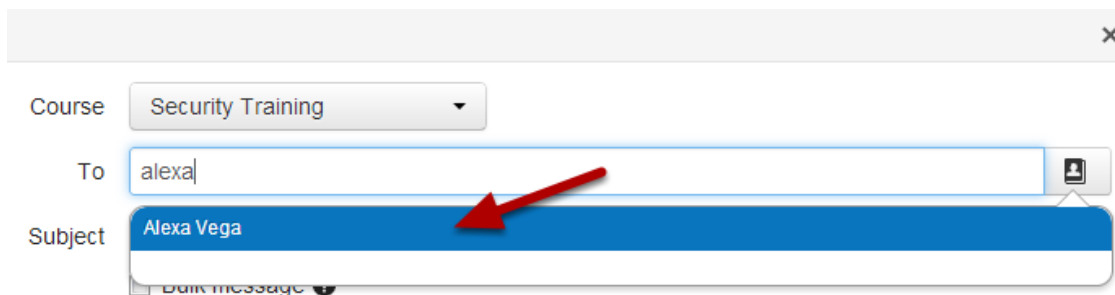 Course Security Training
To alexa
Alexa Vega
Subject
Bulk message